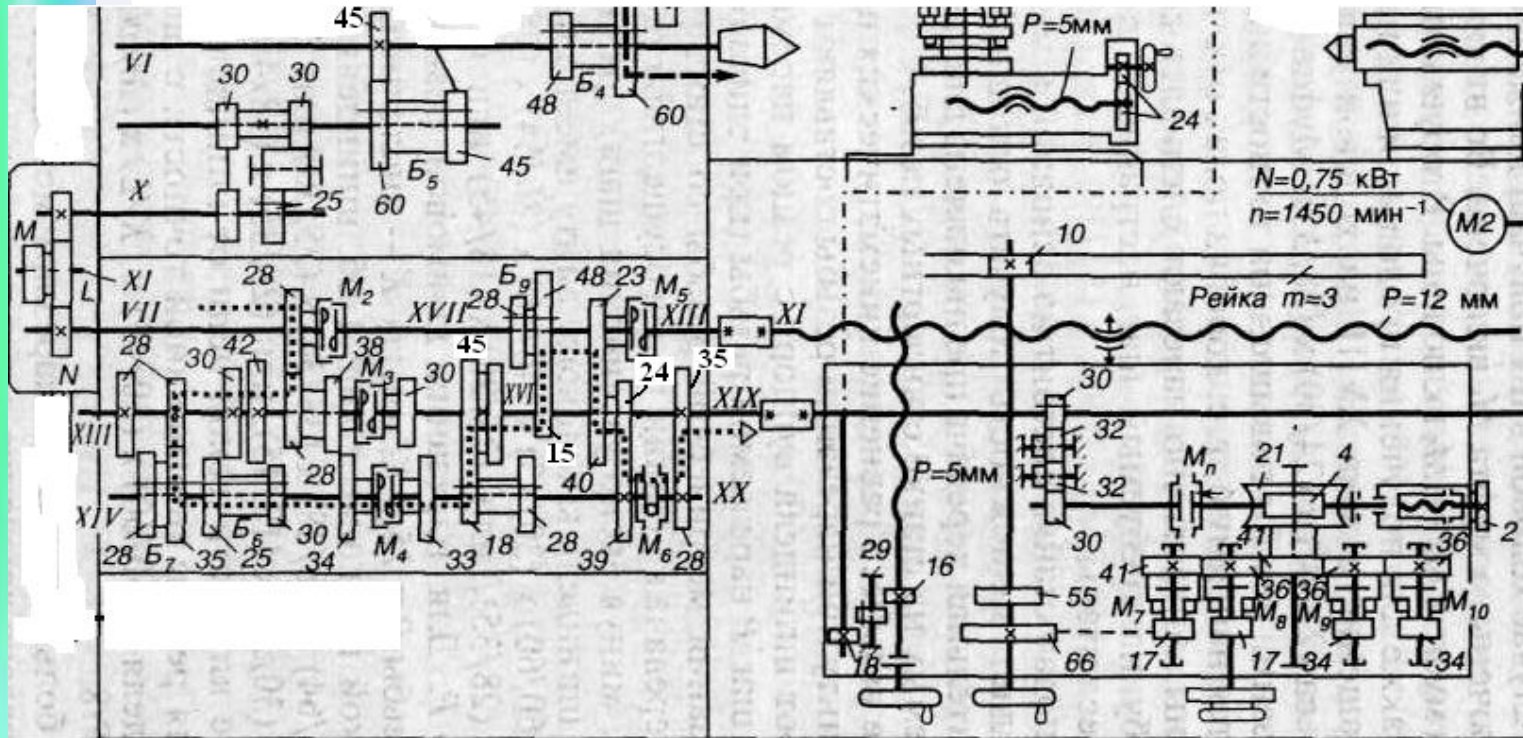 45
P=5мм
VI
30
30
48
Б₄
60
24
Б₅
45
N=0,75 кВт
X
25
60
n=1450 мин⁻¹
M2
M
10
28
Б₉
48
23
XI
M₂
28
M₅
L
Рейка m=3
P=12 мм
VII
XVII
XIII
XI
28
42
38
45
35
N
30
M₃
30
XVI
24
30
XIX
32
XIII
15
Mп
21
4
28
40
P=5мм
32
XX
XIV
30
29
30
41
2
28
Б₇
35
25
Б₆
34
M₄
33
18
28
39
M₆
28
16
41
36
36
36
55
M₇
M₈
M₉
M₁₀
18
66
17
17
34
34